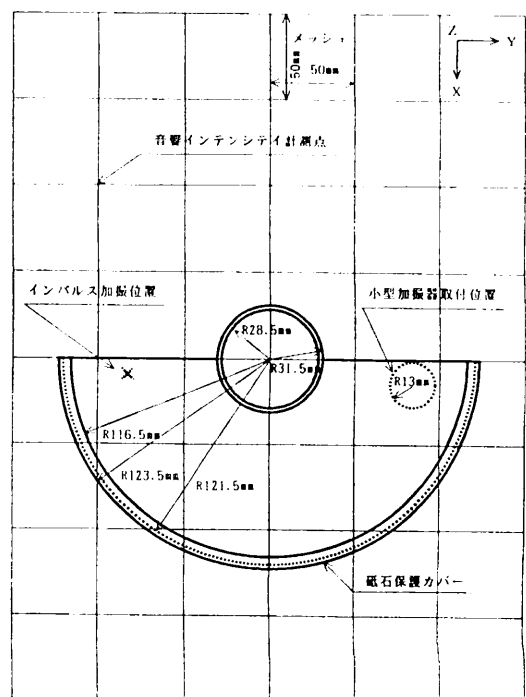 メッシュ
50mm
50mm
Z
Y
X
音響インテンシテイ計測点
インパルス加振位置
小型加振器取付位置
R28.5mm
R31.5mm
R13mm
R116.5mm
R123.5mm
R121.5mm
砥石保護カバー